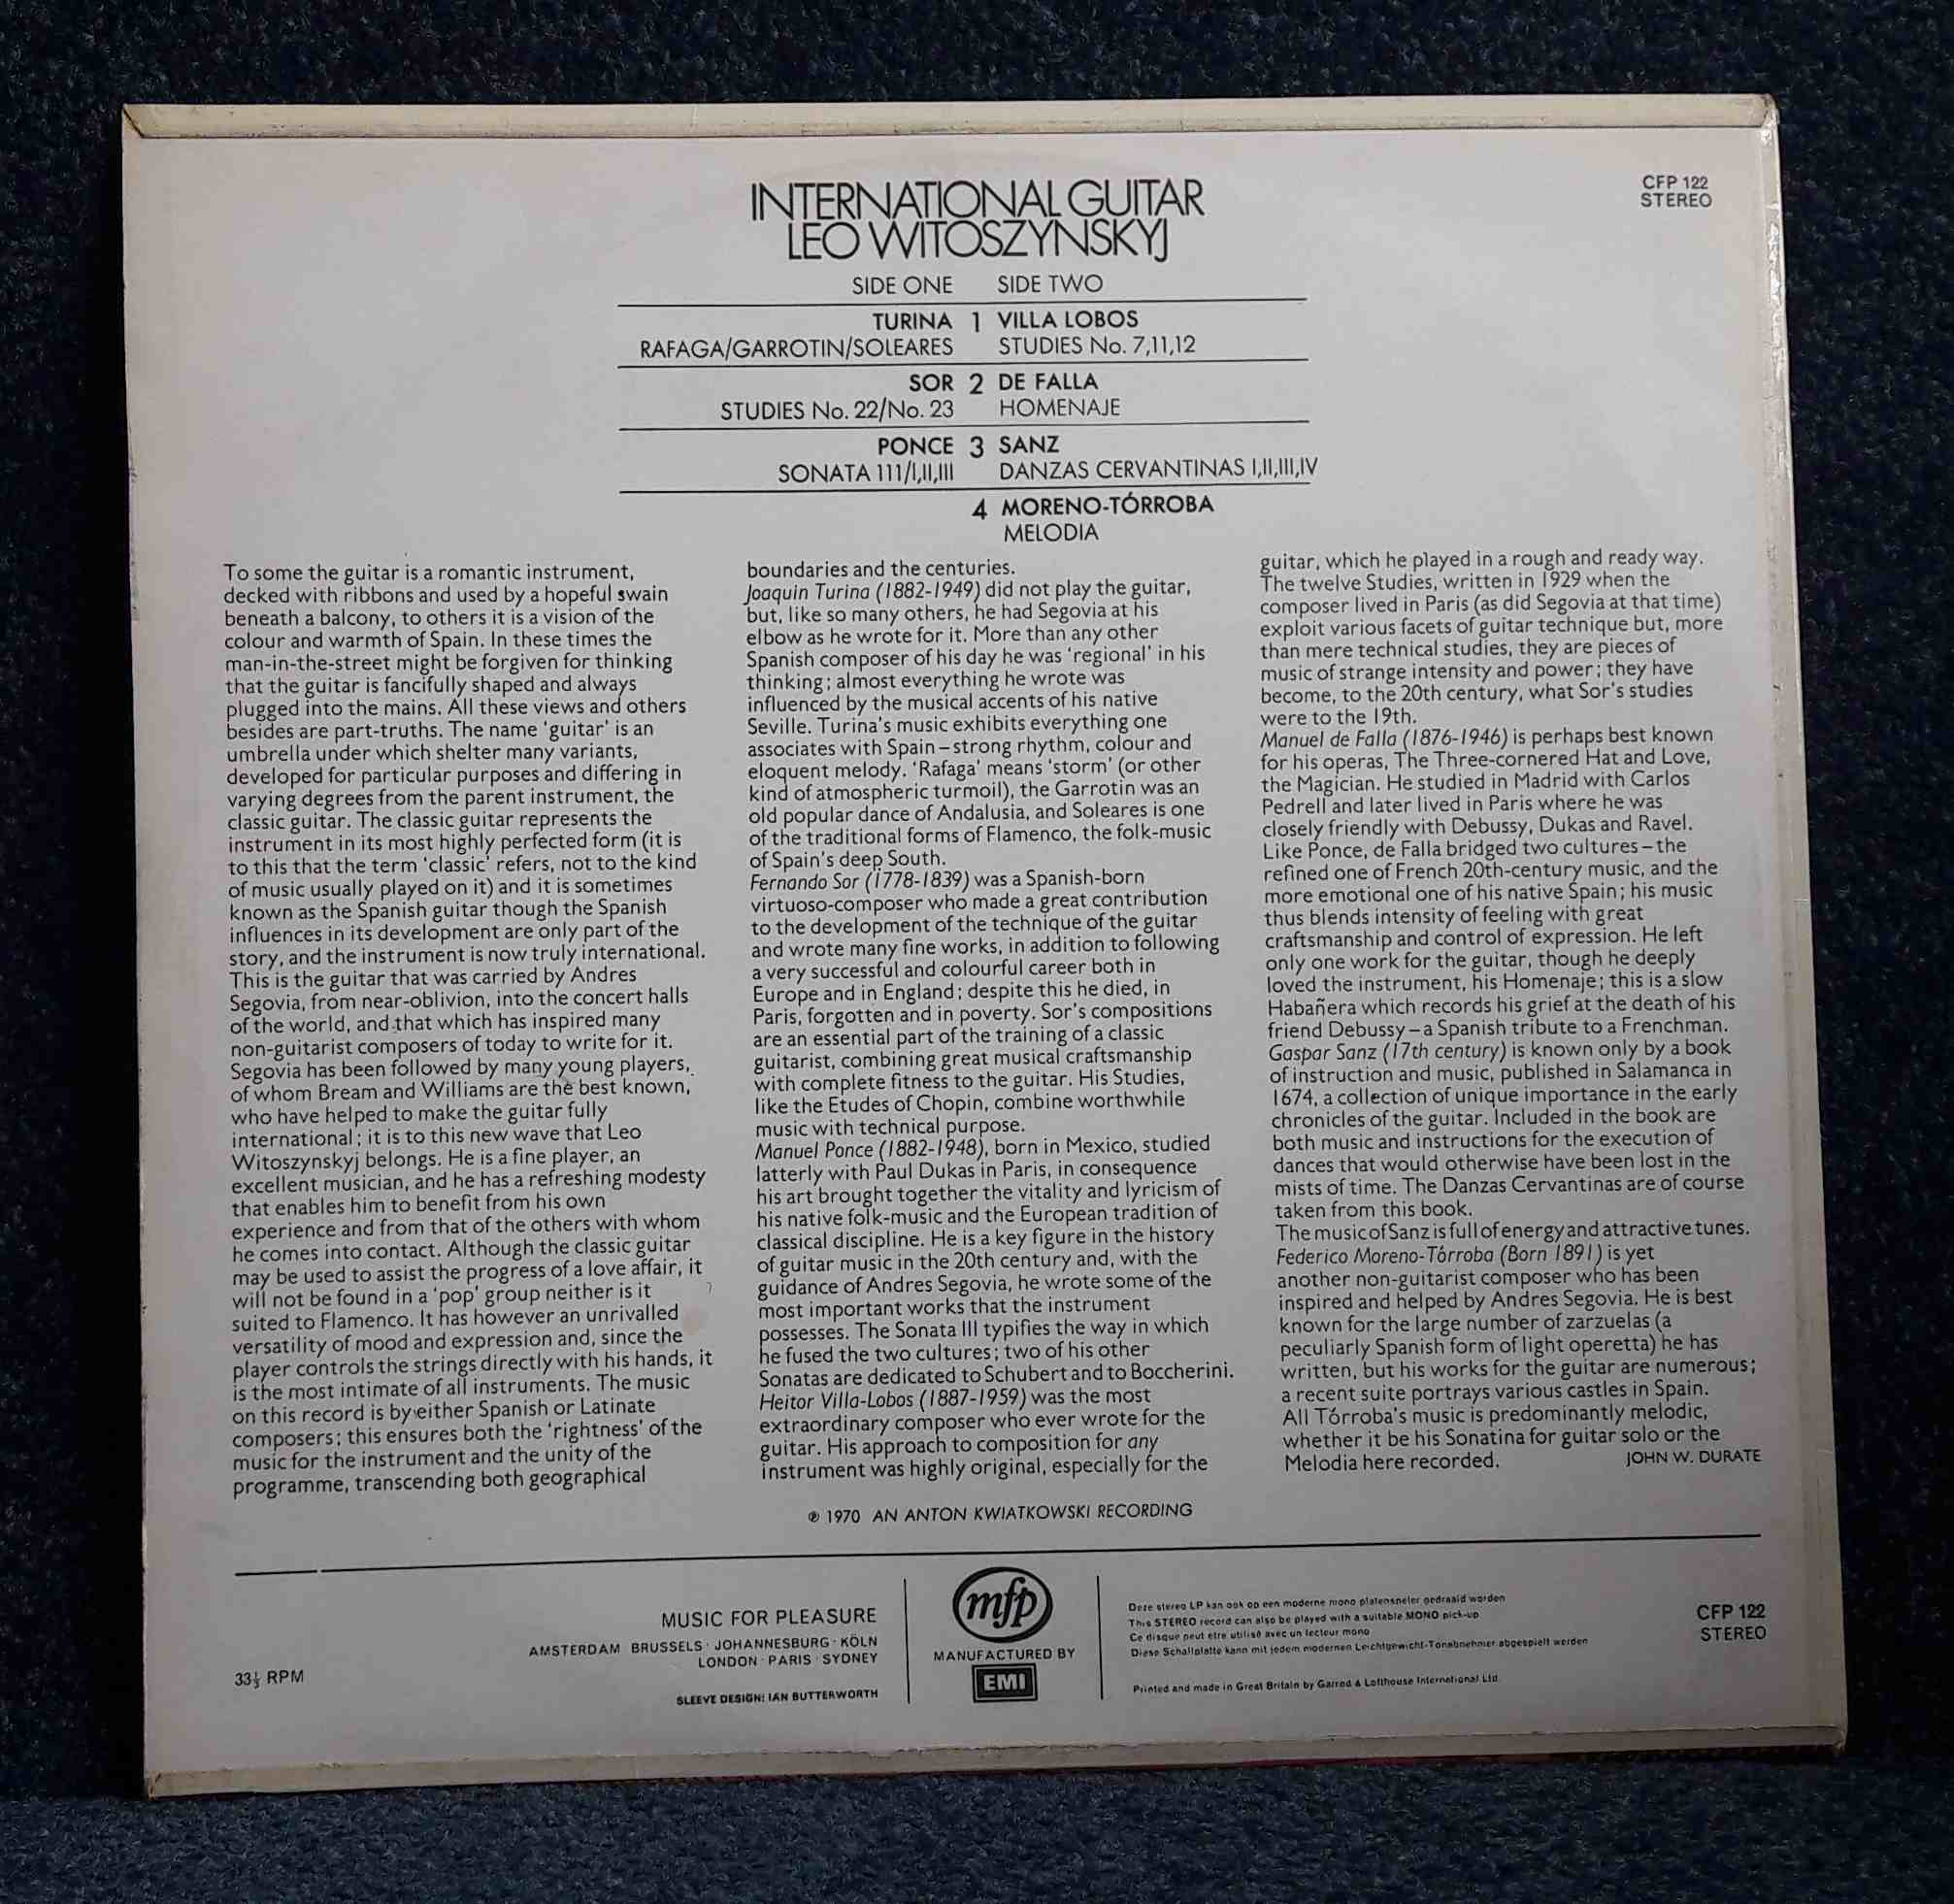 INTERNATIONAL GUITAR
LEO WITOSZYNSKYJ
CFP 122
STEREO
SIDE ONE SIDE TWO
TURINA 1 VILLA LOBOS
RAFAGA/GARROTIN/SOLEARES STUDIES No. 7,11,12
SOR 2 DE FALLA
STUDIES No. 22/No. 23 HOMENAJE
PONCE 3 SANZ
SONATA 111/I,II,III DANZAS CERVANTINAS I,II,III,IV
4 MORENO-TÓRROBA
MELODIA
To some the guitar is a romantic instrument,
decked with ribbons and used by a hopeful swain
beneath a balcony, to others it is a vision of the
colour and warmth of Spain. In these times the
man-in-the-street might be forgiven for thinking
that the guitar is fancifully shaped and always
plugged into the mains. All these views and others
besides are part-truths. The name 'guitar' is an
umbrella under which shelter many variants,
developed for particular purposes and differing in
varying degrees from the parent instrument, the
classic guitar. The classic guitar represents the
instrument in its most highly perfected form (it is
to this that the term 'classic' refers, not to the kind
of music usually played on it) and it is sometimes
known as the Spanish guitar though the Spanish
influences in its development are only part of the
story, and the instrument is now truly international.
This is the guitar that was carried by Andres
Segovia, from near-oblivion, into the concert halls
of the world, and that which has inspired many
non-guitarist composers of today to write for it.
Segovia has been followed by many young players,
of whom Bream and Williams are the best known,
who have helped to make the guitar fully
international; it is to this new wave that Leo
Witoszynskyj belongs. He is a fine player, an
excellent musician, and he has a refreshing modesty
that enables him to benefit from his own
experience and from that of the others with whom
he comes into contact. Although the classic guitar
may be used to assist the progress of a love affair, it
will not be found in a 'pop' group neither is it
suited to Flamenco. It has however an unrivalled
versatility of mood and expression and, since the
player controls the strings directly with his hands, it
is the most intimate of all instruments. The music
on this record is by either Spanish or Latinate
composers; this ensures both the 'rightness' of the
music for the instrument and the unity of the
programme, transcending both geographical
boundaries and the centuries.
Joaquin Turina (1882-1949) did not play the guitar,
but, like so many others, he had Segovia at his
elbow as he wrote for it. More than any other
Spanish composer of his day he was 'regional' in his
thinking; almost everything he wrote was
influenced by the musical accents of his native
Seville. Turina's music exhibits everything one
associates with Spain–strong rhythm, colour and
eloquent melody. 'Rafaga' means 'storm' (or other
kind of atmospheric turmoil), the Garrotin was an
old popular dance of Andalusia, and Soleares is one
of the traditional forms of Flamenco, the folk-music
of Spain's deep South.
Fernando Sor (1778-1839) was a Spanish-born
virtuoso-composer who made a great contribution
to the development of the technique of the guitar
and wrote many fine works, in addition to following
a very successful and colourful career both in
Europe and in England; despite this he died, in
Paris, forgotten and in poverty. Sor's compositions
are an essential part of the training of a classic
guitarist, combining great musical craftsmanship
with complete fitness to the guitar. His Studies,
like the Etudes of Chopin, combine worthwhile
music with technical purpose.
Manuel Ponce (1882-1948), born in Mexico, studied
latterly with Paul Dukas in Paris, in consequence
his art brought together the vitality and lyricism of
his native folk-music and the European tradition of
classical discipline. He is a key figure in the history
of guitar music in the 20th century and, with the
guidance of Andres Segovia, he wrote some of the
most important works that the instrument
possesses. The Sonata III typifies the way in which
he fused the two cultures; two of his other
Sonatas are dedicated to Schubert and to Boccherini.
Heitor Villa-Lobos (1887-1959) was the most
extraordinary composer who ever wrote for the
guitar. His approach to composition for any
instrument was highly original, especially for the
guitar, which he played in a rough and ready way.
The twelve Studies, written in 1929 when the
composer lived in Paris (as did Segovia at that time)
exploit various facets of guitar technique but, more
than mere technical studies, they are pieces of
music of strange intensity and power; they have
become, to the 20th century, what Sor's studies
were to the 19th.
Manuel de Falla (1876-1946) is perhaps best known
for his operas, The Three-cornered Hat and Love,
the Magician. He studied in Madrid with Carlos
Pedrell and later lived in Paris where he was
closely friendly with Debussy, Dukas and Ravel.
Like Ponce, de Falla bridged two cultures–the
refined one of French 20th-century music, and the
more emotional one of his native Spain; his music
thus blends intensity of feeling with great
craftsmanship and control of expression. He left
only one work for the guitar, though he deeply
loved the instrument, his Homenaje; this is a slow
Habañera which records his grief at the death of his
friend Debussy–a Spanish tribute to a Frenchman.
Gaspar Sanz (17th century) is known only by a book
of instruction and music, published in Salamanca in
1674, a collection of unique importance in the early
chronicles of the guitar. Included in the book are
both music and instructions for the execution of
dances that would otherwise have been lost in the
mists of time. The Danzas Cervantinas are of course
taken from this book.
The music of Sanz is full of energy and attractive tunes.
Federico Moreno-Tórroba (Born 1891) is yet
another non-guitarist composer who has been
inspired and helped by Andres Segovia. He is best
known for the large number of zarzuelas (a
peculiarly Spanish form of light operetta) he has
written, but his works for the guitar are numerous;
a recent suite portrays various castles in Spain.
All Tórroba's music is predominantly melodic,
whether it be his Sonatina for guitar solo or the
Melodia here recorded. JOHN W. DURATE
℗ 1970 AN ANTON KWIATKOWSKI RECORDING
33⅓ RPM
MUSIC FOR PLEASURE
AMSTERDAM BRUSSELS · JOHANNESBURG · KÖLN
LONDON · PARIS · SYDNEY
SLEEVE DESIGN: IAN BUTTERWORTH
mfp
MANUFACTURED BY
EMI
Deze stereo LP kan ook op een moderne mono platenspeler gedraaid worden
This STEREO record can also be played with a suitable MONO pick-up
Ce disque peut etre utilisé avec un lecteur mono
Diese Schallplatte kann mit jedem modernen Leichtgewicht-Tonabnehmer abgespielt werden
Printed and made in Great Britain by Garrod & Lofthouse International Ltd.
CFP 122
STEREO